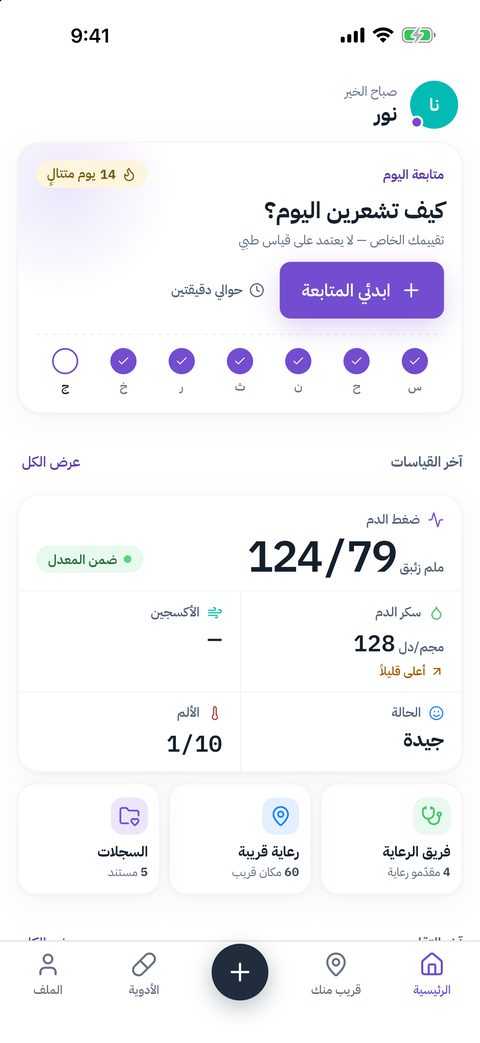 9:41
صباح الخير
نور
نا
متابعة اليوم
14 يوم متتالٍ
كيف تشعرين اليوم؟
تقييمك الخاص — لا يعتمد على قياس طبي
ابدئي المتابعة
حوالي دقيقتين
س ح ن ث ر خ ج
آخر القياسات
عرض الكل
ضغط الدم
124/79 ملم زئبق
ضمن المعدل
سكر الدم
128 مجم/دل
أعلى قليلاً
الأكسجين
—
الحالة
جيدة
الألم
1/10
فريق الرعاية
4 مقدّمو رعاية
رعاية قريبة
60 مكان قريب
السجلات
5 مستند
الرئيسية
قريب منك
الأدوية
الملف